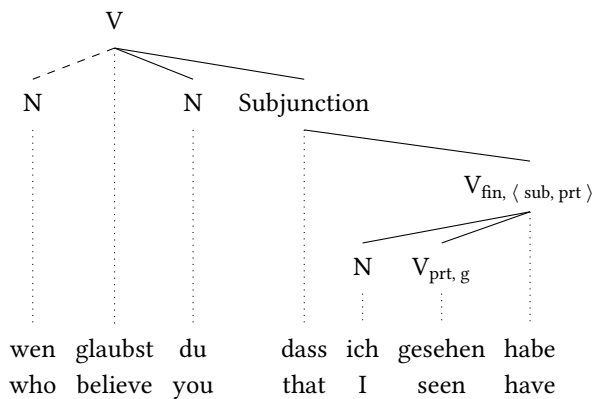 V
N N Subjunction
V_fin, ⟨ sub, prt ⟩
N V_prt, g
wen glaubst du dass ich gesehen habe
who believe you that I seen have